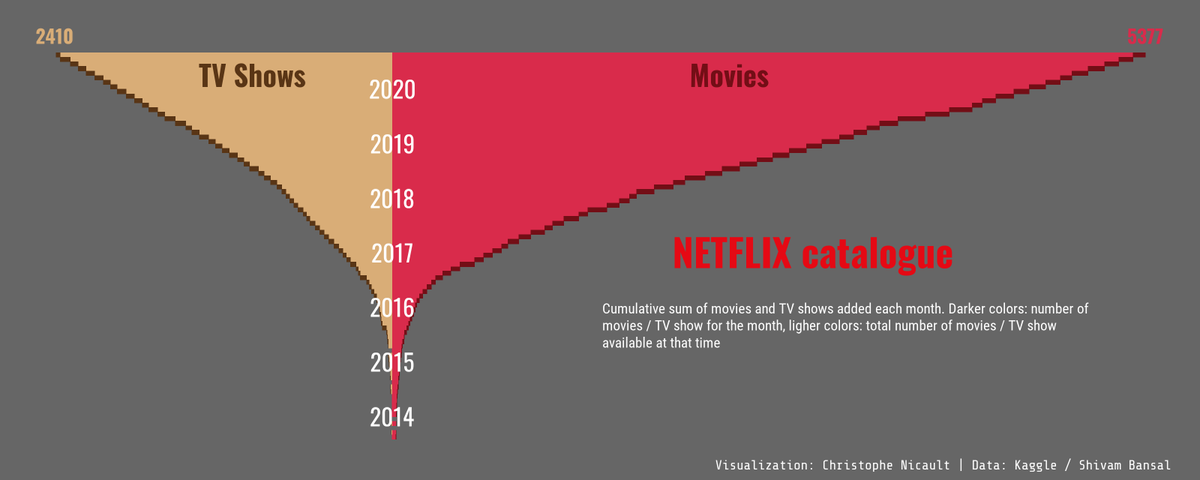 2410
5377
TV Shows
Movies
2020
2019
2018
2017
2016
2015
2014
NETFLIX catalogue
Cumulative sum of movies and TV shows added each month. Darker colors: number of
movies / TV show for the month, ligher colors: total number of movies / TV show
available at that time
Visualization: Christophe Nicault | Data: Kaggle / Shivam Bansal